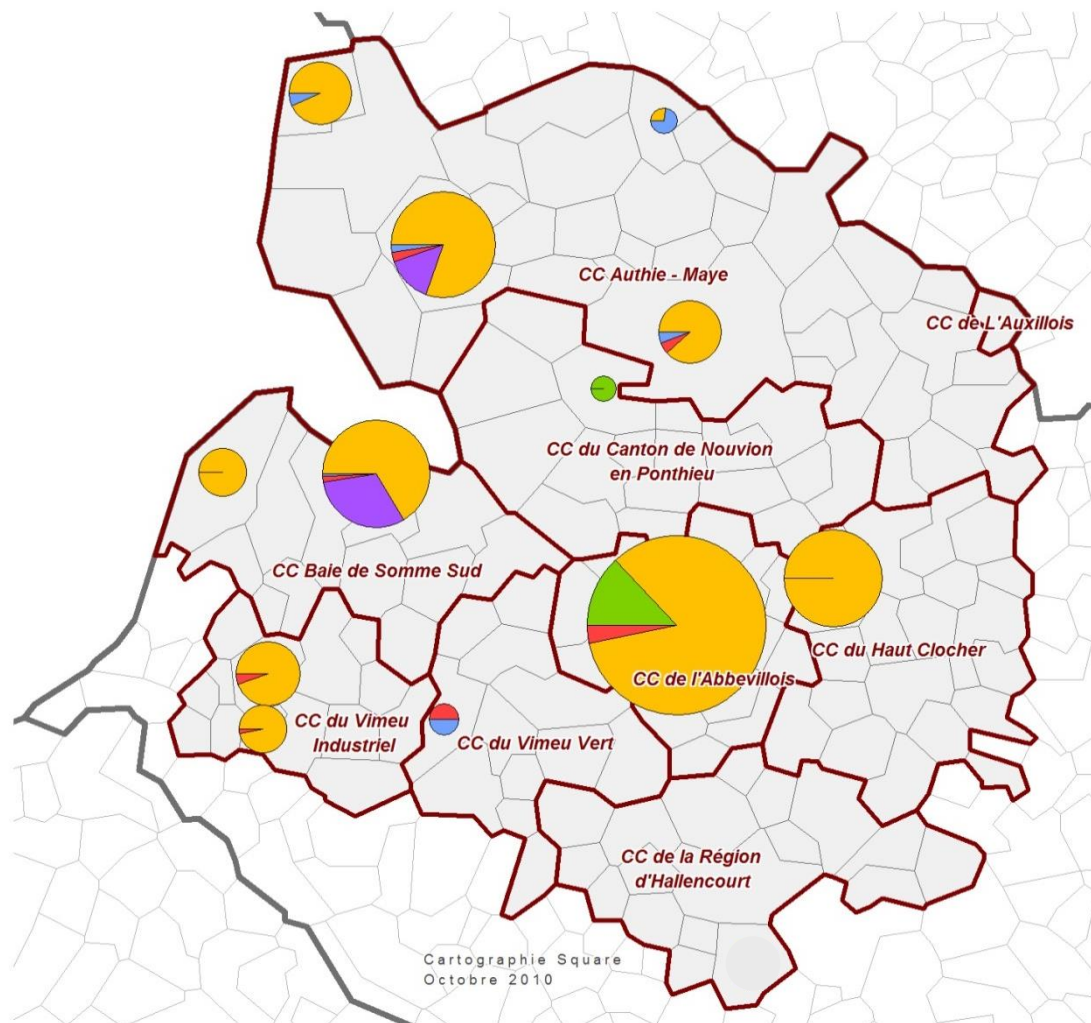 CC Authie - Maye
CC de L'Auxillois
CC du Canton de Nouvion
en Ponthieu
CC Baie de Somme Sud
CC du Haut Clocher
CC de l'Abbevillois
CC du Vimeu
Industriel
CC du Vimeu Vert
CC de la Région
d'Hallencourt
Cartographie Square
Octobre 2010